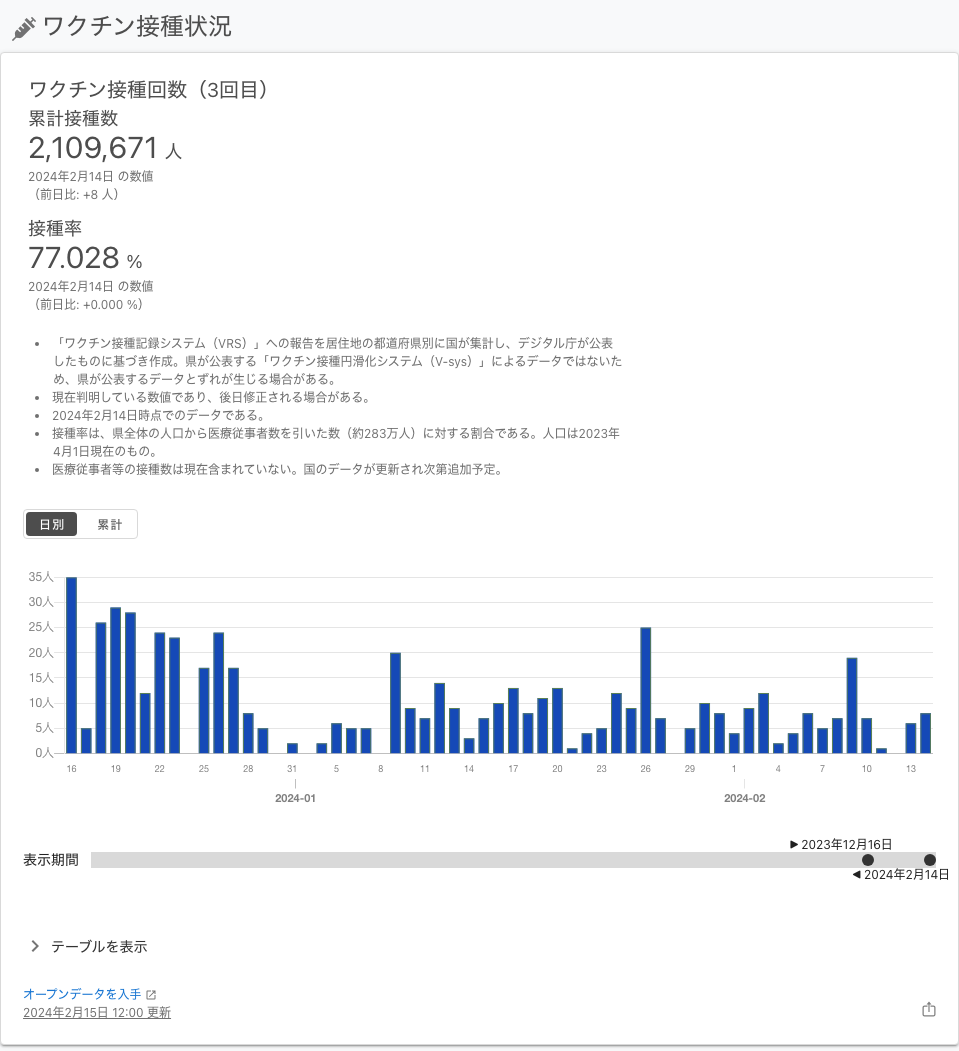 ワクチン接種状況
ワクチン接種回数（3回目）
累計接種数
2,109,671 人
2024年2月14日 の数値
（前日比: +8 人）
接種率
77.028 %
2024年2月14日 の数値
（前日比: +0.000 %）
• 「ワクチン接種記録システム（VRS）」への報告を居住地の都道府県別に国が集計し、デジタル庁が公表
したものに基づき作成。県が公表する「ワクチン接種円滑化システム（V-sys）」によるデータではないた
め、県が公表するデータとずれが生じる場合がある。
• 現在判明している数値であり、後日修正される場合がある。
• 2024年2月14日時点でのデータである。
• 接種率は、県全体の人口から医療従事者数を引いた数（約283万人）に対する割合である。人口は2023年
4月1日現在のもの。
• 医療従事者等の接種数は現在含まれていない。国のデータが更新され次第追加予定。
日別 累計
35人
30人
25人
20人
15人
10人
5人
0人
16 19 22 25 28 31 5 8 11 14 17 20 23 26 29 1 4 7 10 13
2024-01 2024-02
▶ 2023年12月16日
表示期間
◀ 2024年2月14日
テーブルを表示
オープンデータを入手
2024年2月15日 12:00 更新